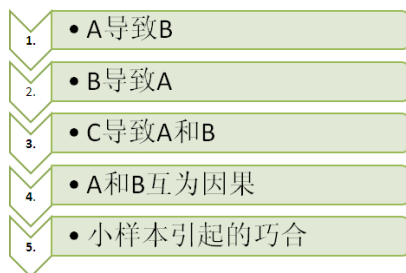 1. • A导致B
2. • B导致A
3. • C导致A和B
4. • A和B互为因果
5. • 小样本引起的巧合